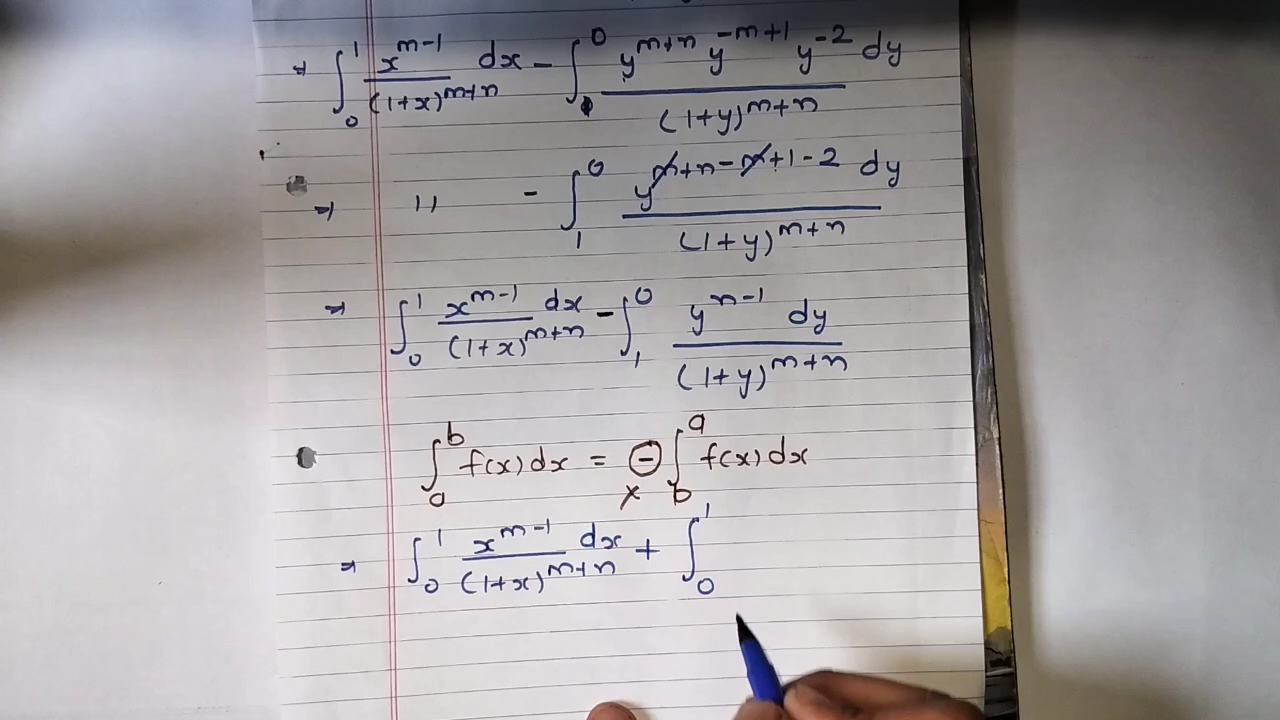 ⇒ ∫₀¹ x^(m-1)/(1+x)^(m+n) dx - ∫₁⁰ y^(m+n) y^(-m+1) y^(-2) dy/(1+y)^(m+n)
⇒ 〃 - ∫₁⁰ y^(m+n-m+1-2) dy/(1+y)^(m+n)
⇒ ∫₀¹ x^(m-1) dx/(1+x)^(m+n) - ∫₁⁰ y^(n-1) dy/(1+y)^(m+n)
∫ₐᵇ f(x) dx = ⊖ ∫_b^a f(x) dx
x
⇒ ∫₀¹ x^(m-1)/(1+x)^(m+n) dx + ∫₀¹